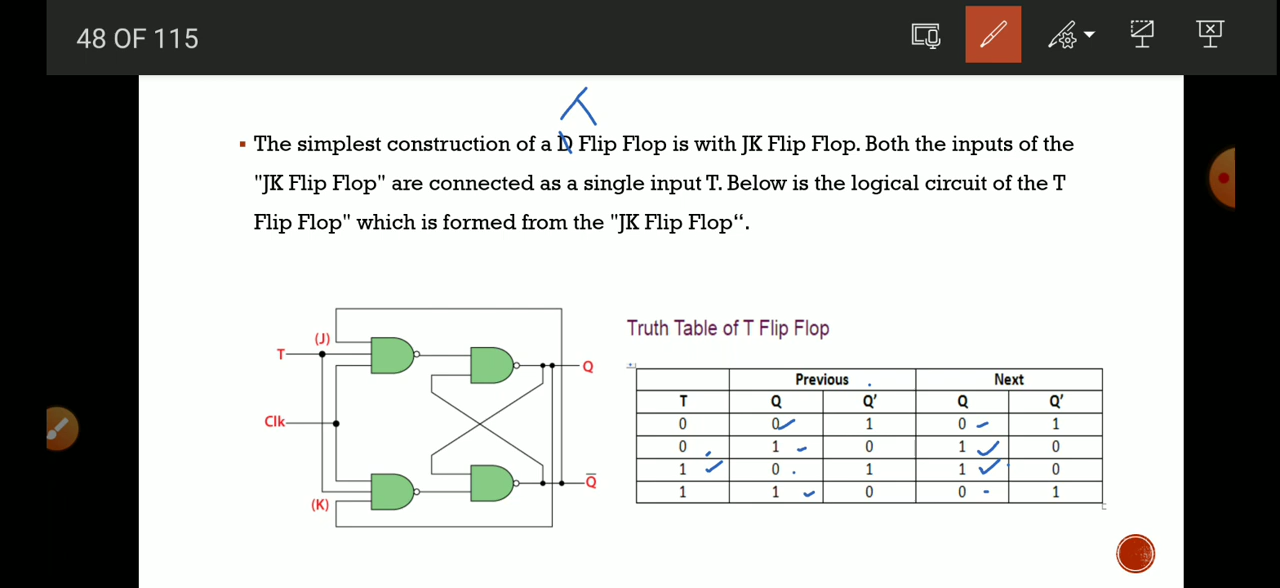 48 OF 115
T
▪ The simplest construction of a D Flip Flop is with JK Flip Flop. Both the inputs of the
"JK Flip Flop" are connected as a single input T. Below is the logical circuit of the T
Flip Flop" which is formed from the "JK Flip Flop“.
(J)
T
Q
Clk
(K)
Q̅
Truth Table of T Flip Flop
Previous Next
T Q Q’ Q Q’
0 0 1 0 1
0 1 0 1 0
1 0 1 1 0
1 1 0 0 1